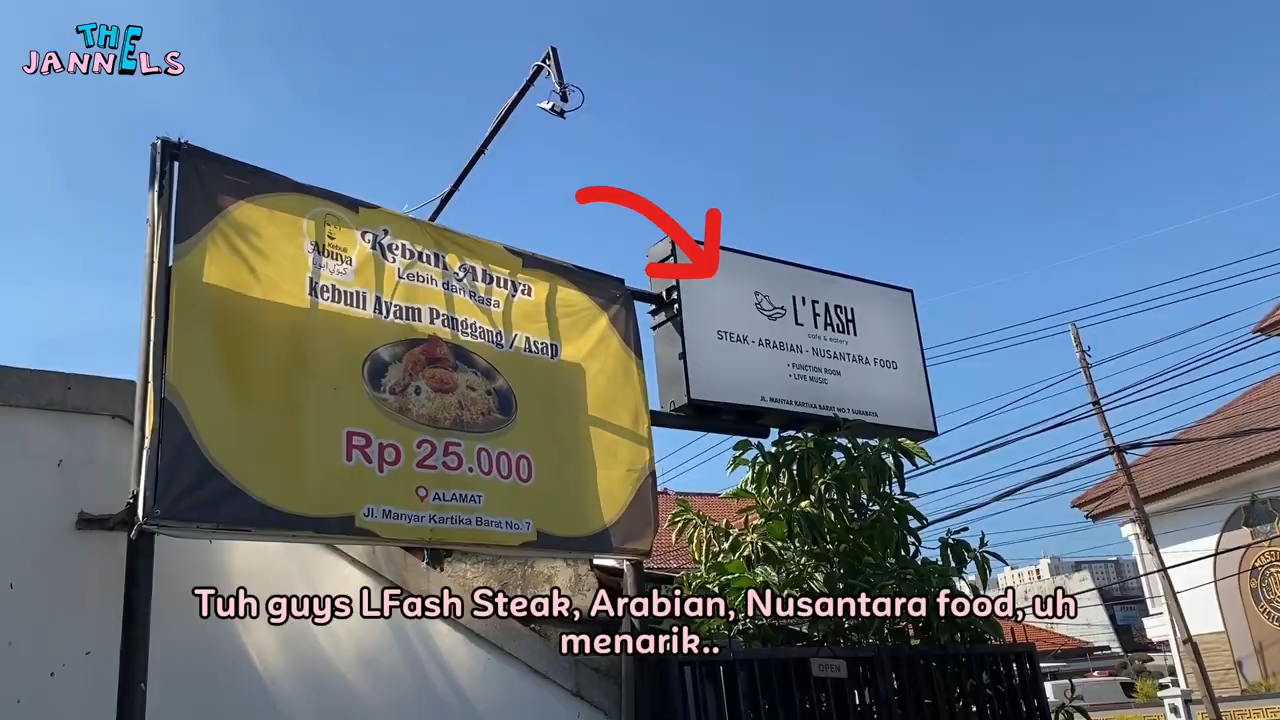 THE
JANNELS
Kebuli
Abuya
كبولي ابويا
Kebuli Abuya
Lebih dari Rasa
kebuli Ayam Panggang / Asap
Rp 25.000
ALAMAT
Jl. Manyar Kartika Barat No. 7
L'FASH
cafe & eatery
STEAK - ARABIAN - NUSANTARA FOOD
• FUNCTION ROOM
• LIVE MUSIC
JL. MANYAR KARTIKA BARAT NO.7 SURABAYA
Tuh guys LFash Steak, Arabian, Nusantara food, uh
menarik..
OPEN